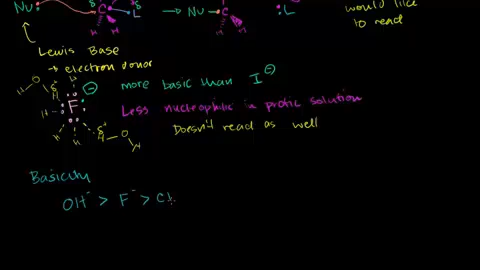 Nu C L → Nu C :L would like
to react
Lewis Base
→ electron donor
H O δ+ H H F ⊖ more basic than I ⊖
Less nucleophilic in protic solution
H H δ+ H O H Doesn't react as well
Basicity
OH⁻ > F⁻ > Cl